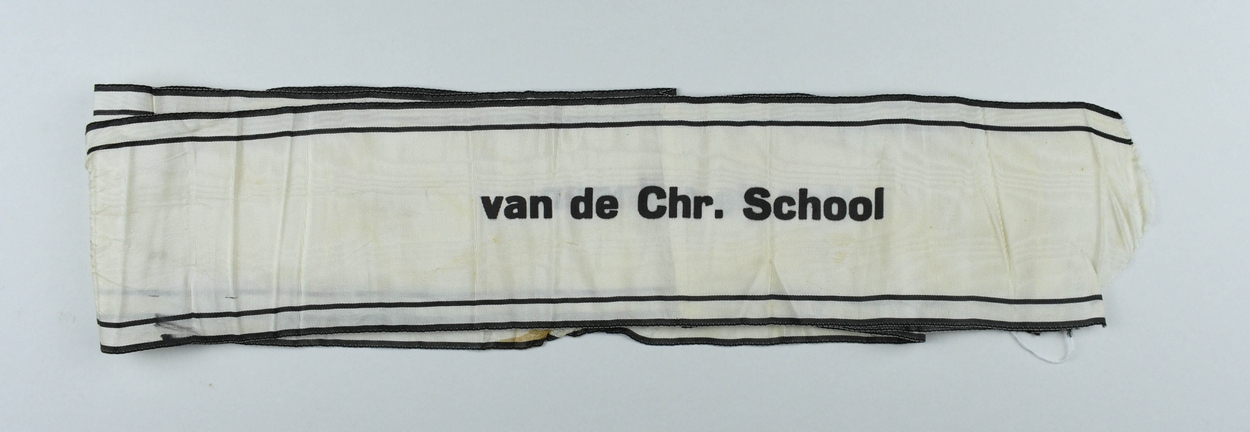 van de Chr. School